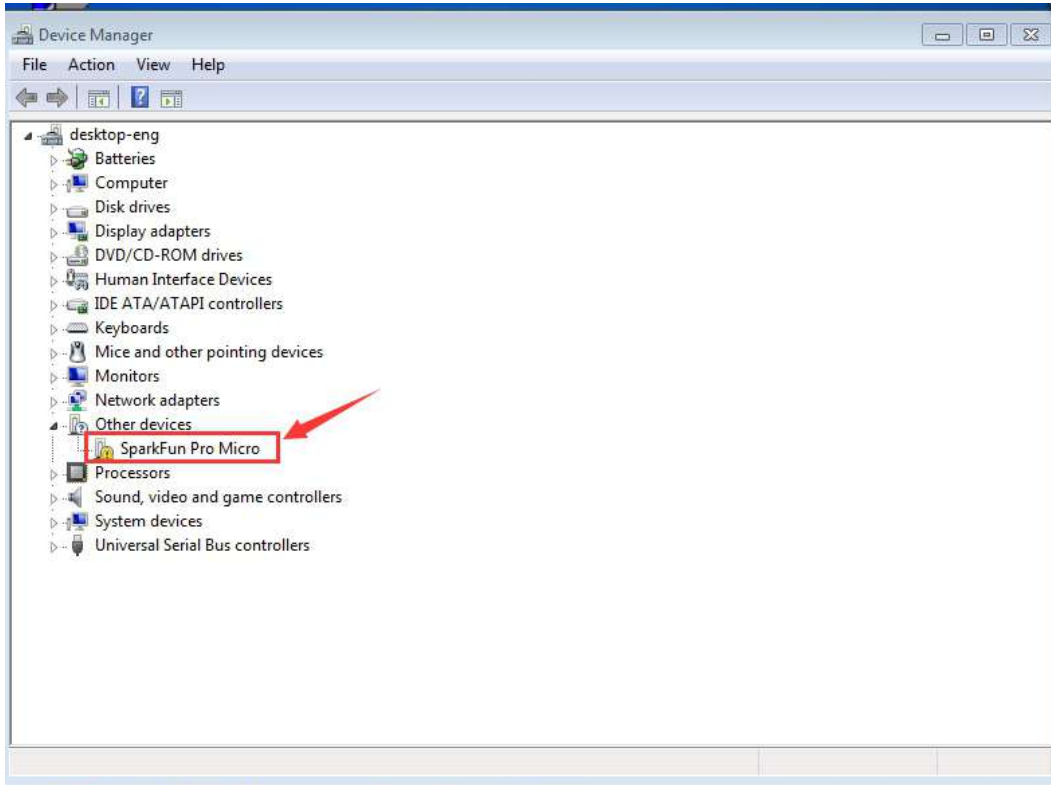 Device Manager
File Action View Help
desktop-eng
Batteries
Computer
Disk drives
Display adapters
DVD/CD-ROM drives
Human Interface Devices
IDE ATA/ATAPI controllers
Keyboards
Mice and other pointing devices
Monitors
Network adapters
Other devices
SparkFun Pro Micro
Processors
Sound, video and game controllers
System devices
Universal Serial Bus controllers